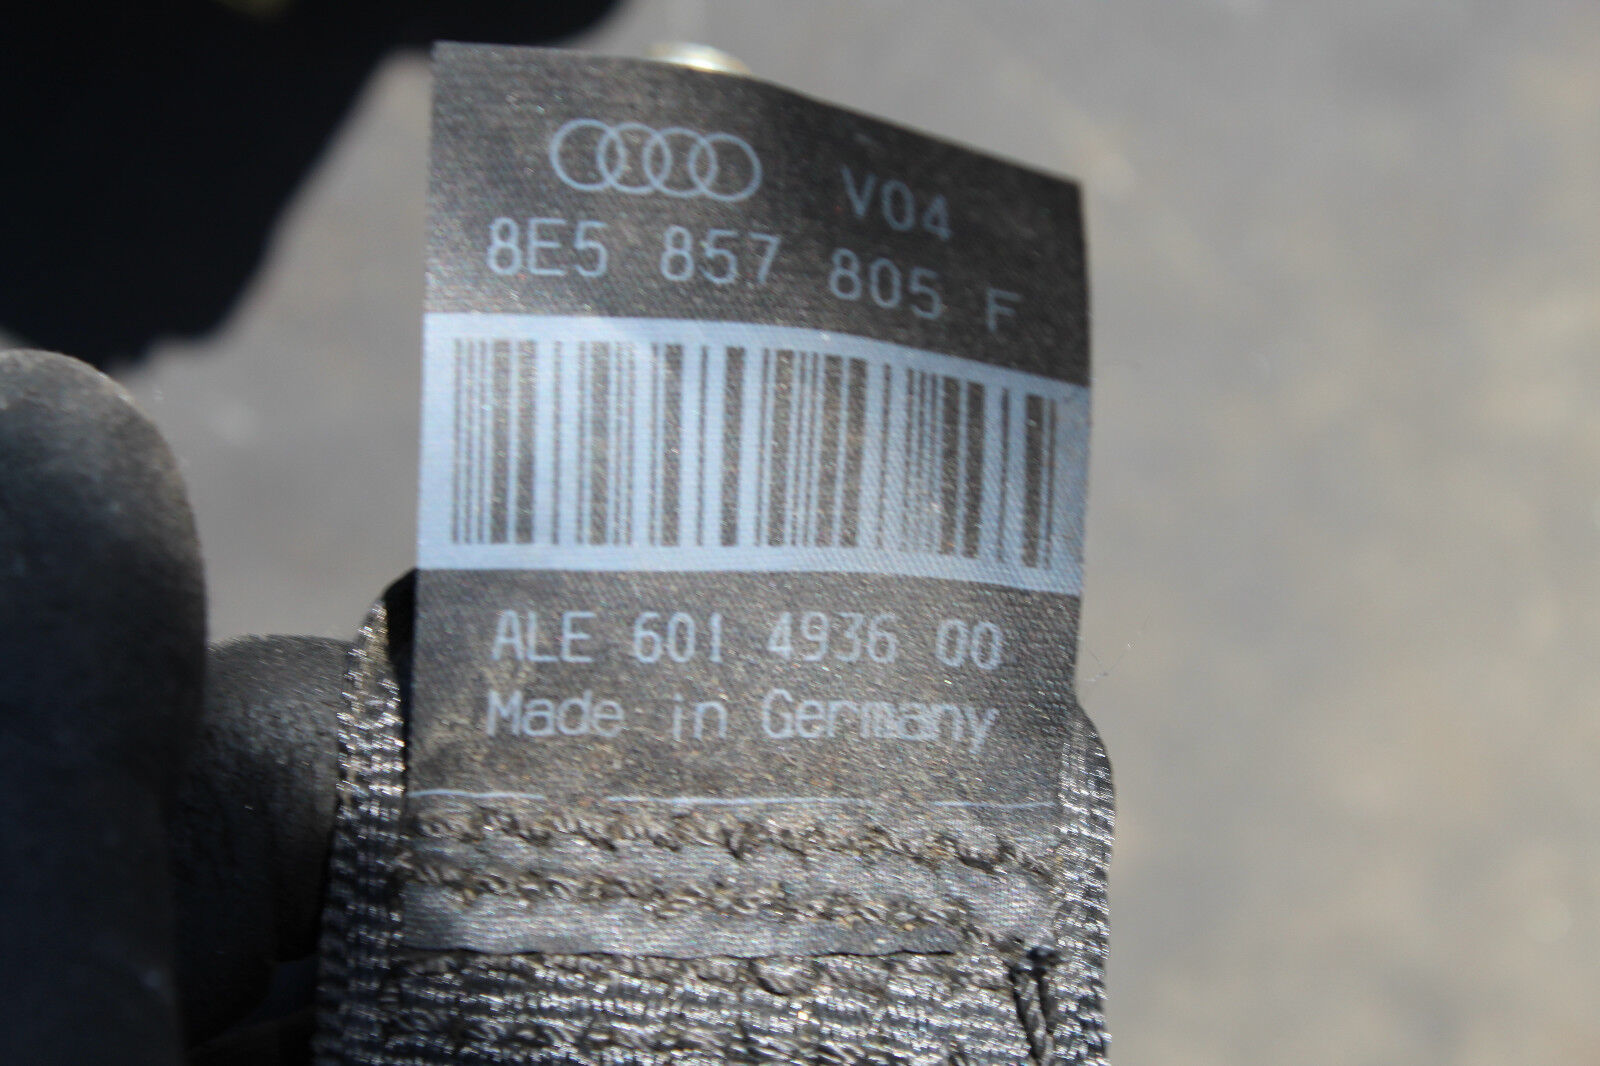 V04
8E5 857 805 F
ALE 601 4936 00
Made in Germany